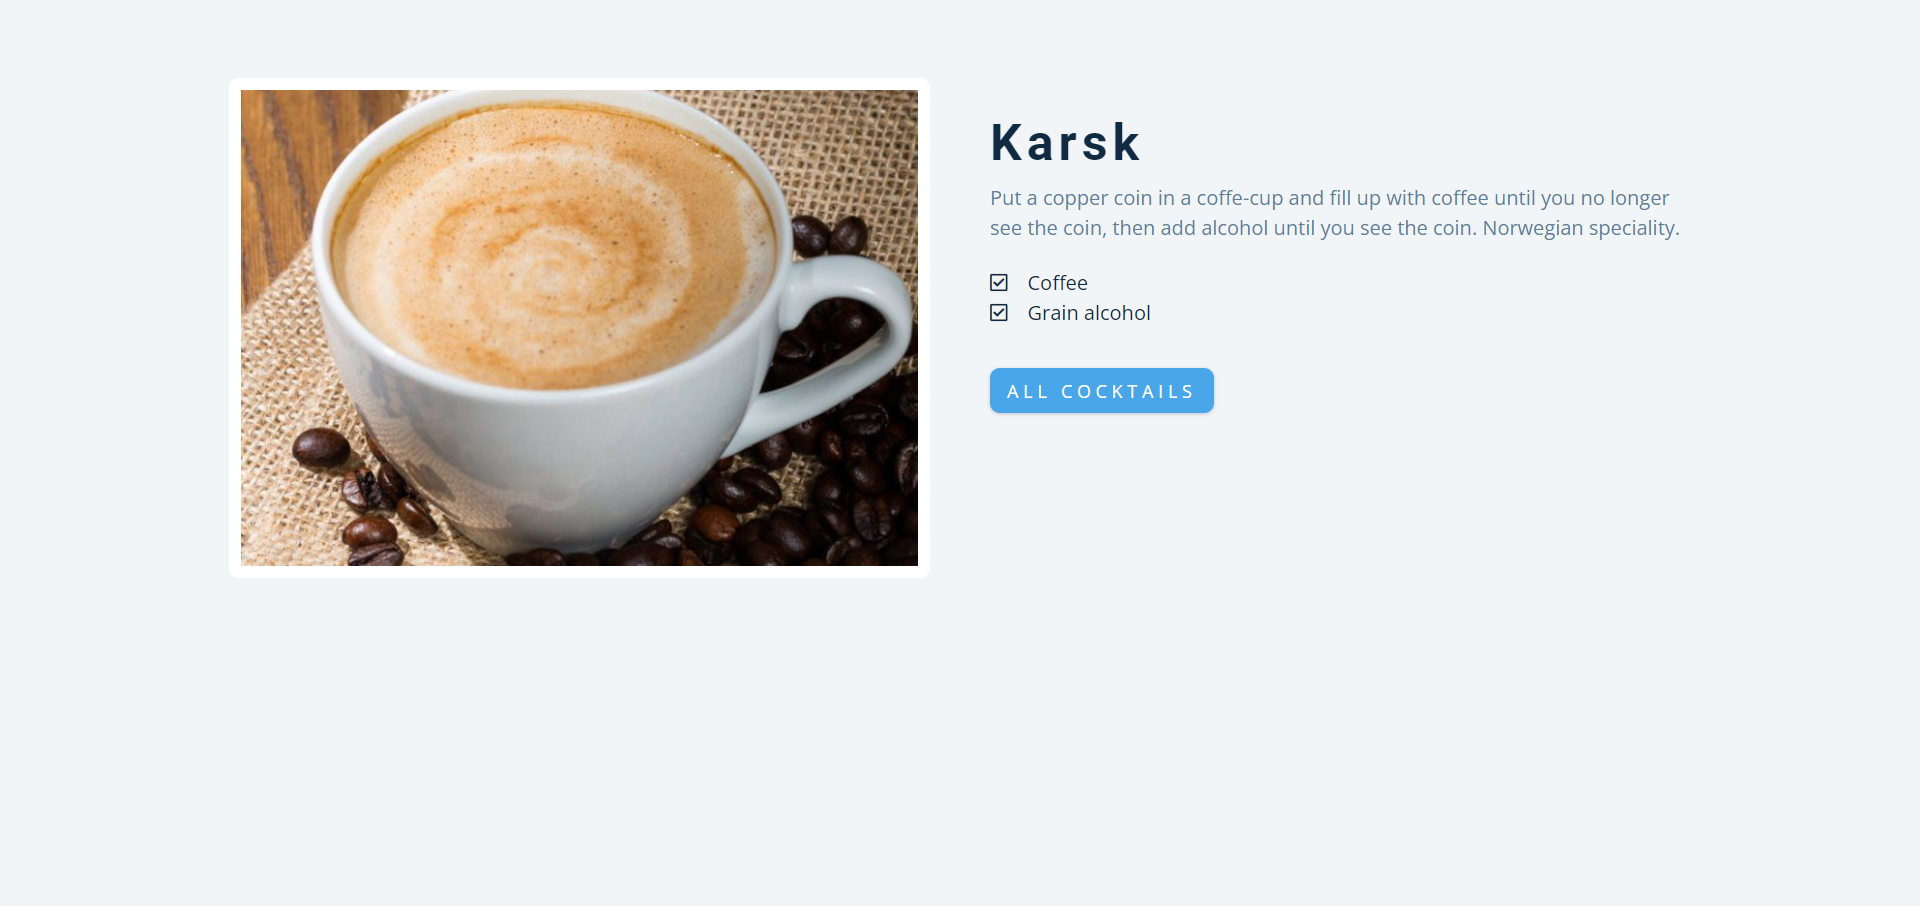 Karsk
Put a copper coin in a coffe-cup and fill up with coffee until you no longer
see the coin, then add alcohol until you see the coin. Norwegian speciality.
Coffee
Grain alcohol
ALL COCKTAILS